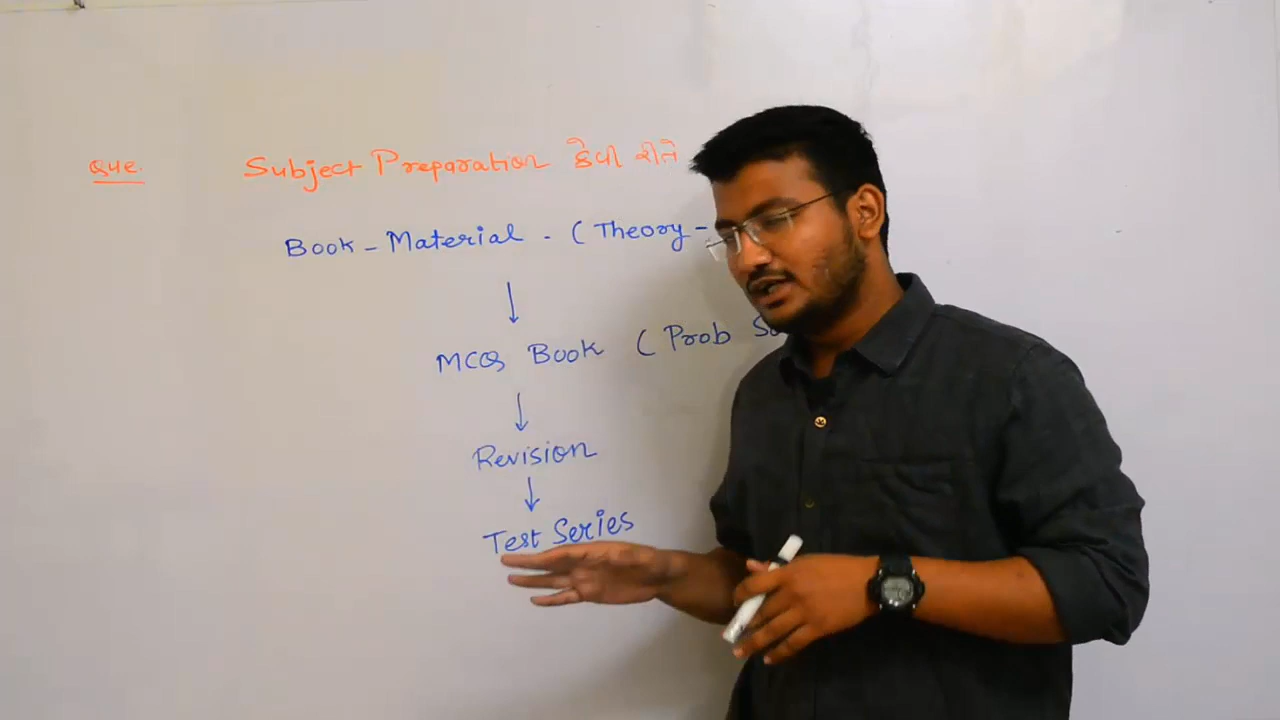 Que.
Subject Preparation કેવી રીતે
Book - Material - (Theory -
↓
MCQ Book (Prob
↓
Revision
↓
Test Series